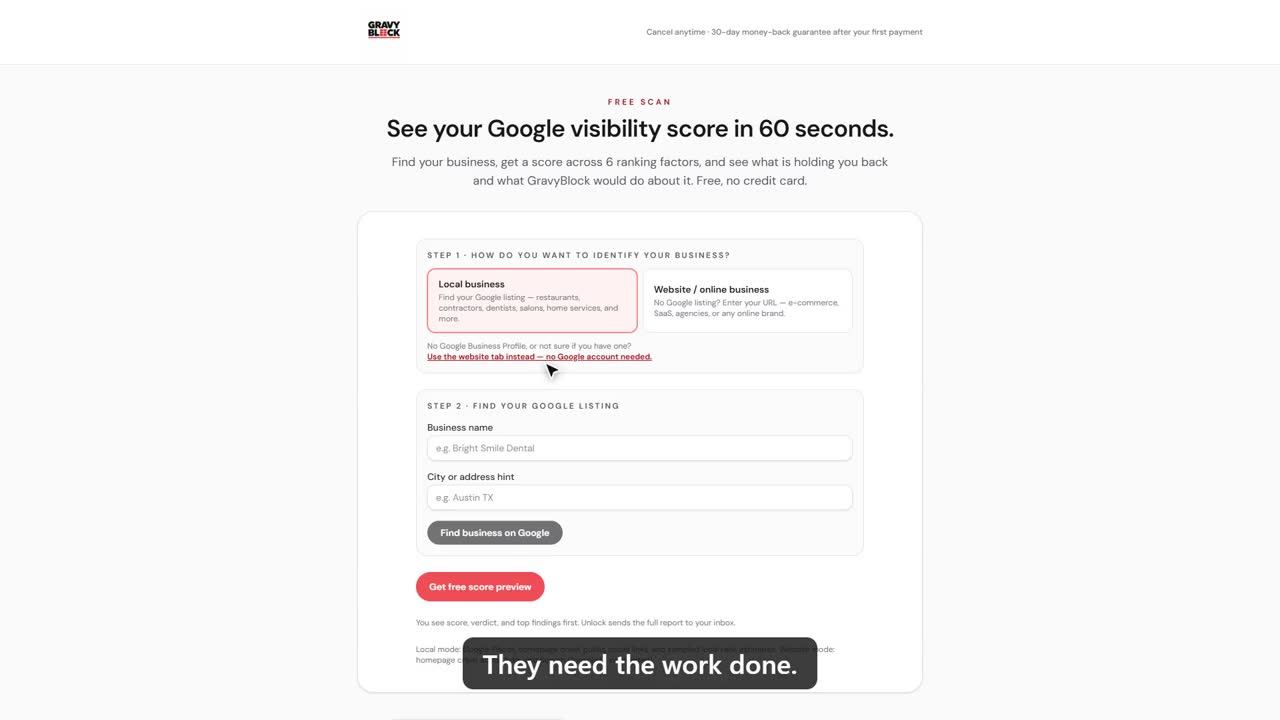 GRAVY
BLOCK
Cancel anytime · 30-day money-back guarantee after your first payment
FREE SCAN
See your Google visibility score in 60 seconds.
Find your business, get a score across 6 ranking factors, and see what is holding you back
and what GravyBlock would do about it. Free, no credit card.
STEP 1 · HOW DO YOU WANT TO IDENTIFY YOUR BUSINESS?
Local business
Find your Google listing — restaurants,
contractors, dentists, salons, home services, and
more.
Website / online business
No Google listing? Enter your URL — e-commerce,
SaaS, agencies, or any online brand.
No Google Business Profile, or not sure if you have one?
Use the website tab instead — no Google account needed.
STEP 2 · FIND YOUR GOOGLE LISTING
Business name
e.g. Bright Smile Dental
City or address hint
e.g. Austin TX
Find business on Google
Get free score preview
You see score, verdict, and top findings first. Unlock sends the full report to your inbox.
Local mode: mode:
homepage
They need the work done.